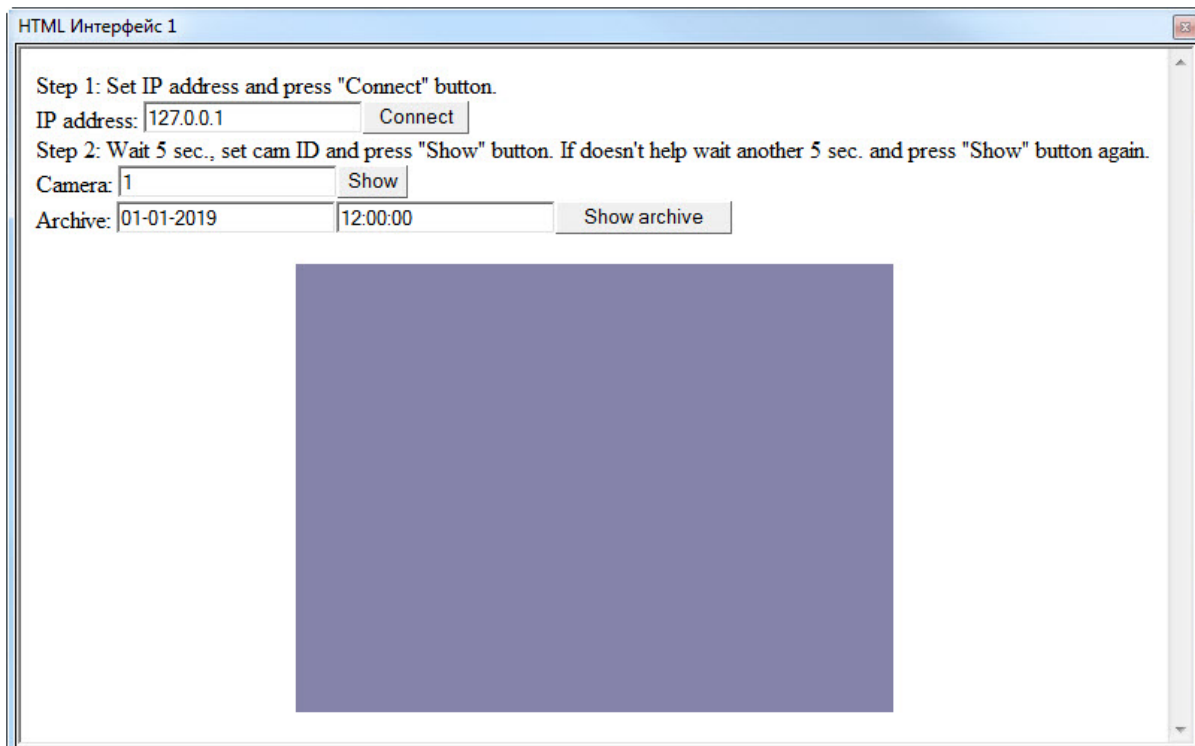 HTML Интерфейс 1
Step 1: Set IP address and press "Connect" button.
IP address: 127.0.0.1 Connect
Step 2: Wait 5 sec., set cam ID and press "Show" button. If doesn't help wait another 5 sec. and press "Show" button again.
Camera: 1 Show
Archive: 01-01-2019 12:00:00 Show archive